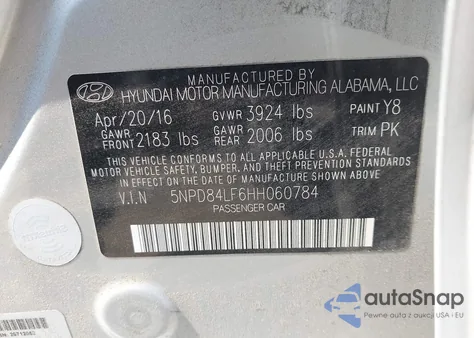 MANUFACTURED BY
HYUNDAI MOTOR MANUFACTURING ALABAMA, LLC
Apr/20/16 GVWR 3924 lbs PAINT Y8
GAWR FRONT 2183 lbs GAWR REAR 2006 lbs TRIM PK
THIS VEHICLE CONFORMS TO ALL APPLICABLE U.S.A. FEDERAL
MOTOR VEHICLE SAFETY, BUMPER, AND THEFT PREVENTION STANDARDS
IN EFFECT ON THE DATE OF MANUFACTURE SHOWN ABOVE.
V.I.N 5NPD84LF6HH060784
PASSENGER CAR
autaSnap
Pewne auta z aukcji USA i EU